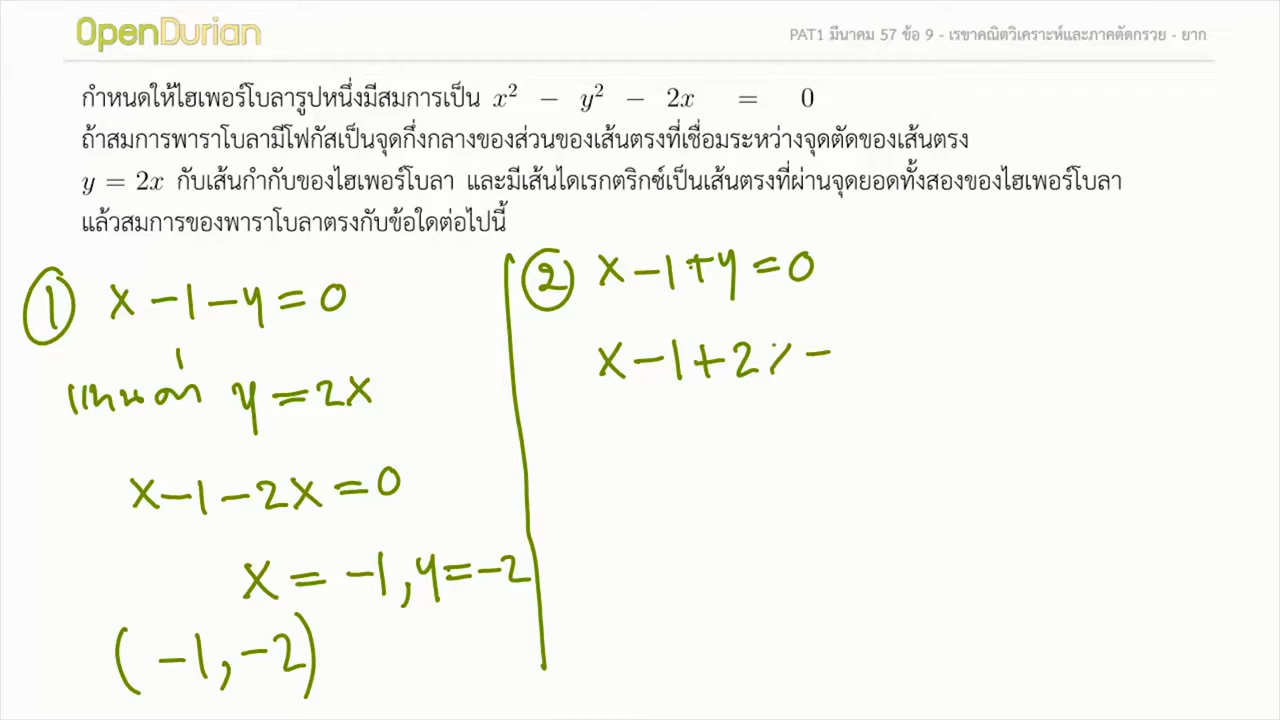 OpenDurian
PAT1 มีนาคม 57 ข้อ 9 - เรขาคณิตวิเคราะห์และภาคตัดกรวย - ยาก
กำหนดให้ไฮเพอร์โบลารูปหนึ่งมีสมการเป็น x² − y² − 2x = 0
ถ้าสมการพาราโบลามีโฟกัสเป็นจุดกึ่งกลางของส่วนของเส้นตรงที่เชื่อมระหว่างจุดตัดของเส้นตรง
y = 2x กับเส้นกำกับของไฮเพอร์โบลา และมีเส้นไดเรกตริกซ์เป็นเส้นตรงที่ผ่านจุดยอดทั้งสองของไฮเพอร์โบลา
แล้วสมการของพาราโบลาตรงกับข้อใดต่อไปนี้
① x − 1 − y = 0
แทนค่า y = 2x
x − 1 − 2x = 0
x = −1, y = −2
(−1, −2)
② x − 1 + y = 0
x − 1 + 2x −